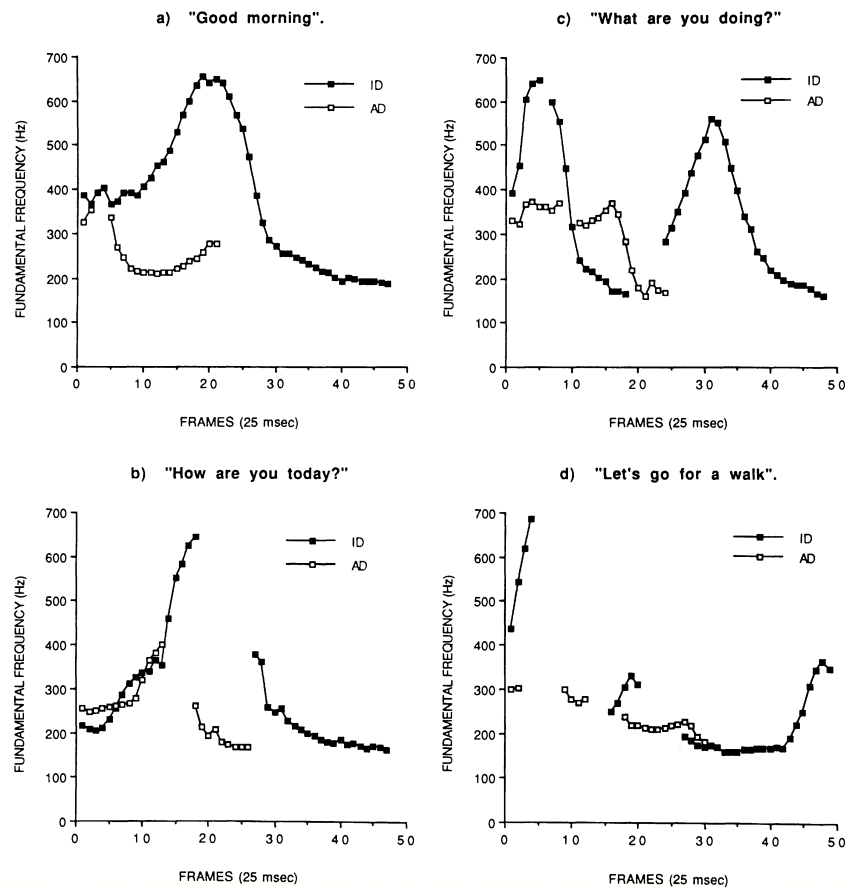 a) "Good morning".
700
600
500
400
300
200
100
0
FUNDAMENTAL FREQUENCY (Hz)
ID
AD
0 10 20 30 40 50
FRAMES (25 msec)
c) "What are you doing?"
700
600
500
400
300
200
100
0
FUNDAMENTAL FREQUENCY (Hz)
ID
AD
0 10 20 30 40 50
FRAMES (25 msec)
b) "How are you today?"
700
600
500
400
300
200
100
0
FUNDAMENTAL FREQUENCY (Hz)
ID
AD
0 10 20 30 40 50
FRAMES (25 msec)
d) "Let's go for a walk".
700
600
500
400
300
200
100
0
FUNDAMENTAL FREQUENCY (Hz)
ID
AD
0 10 20 30 40 50
FRAMES (25 msec)